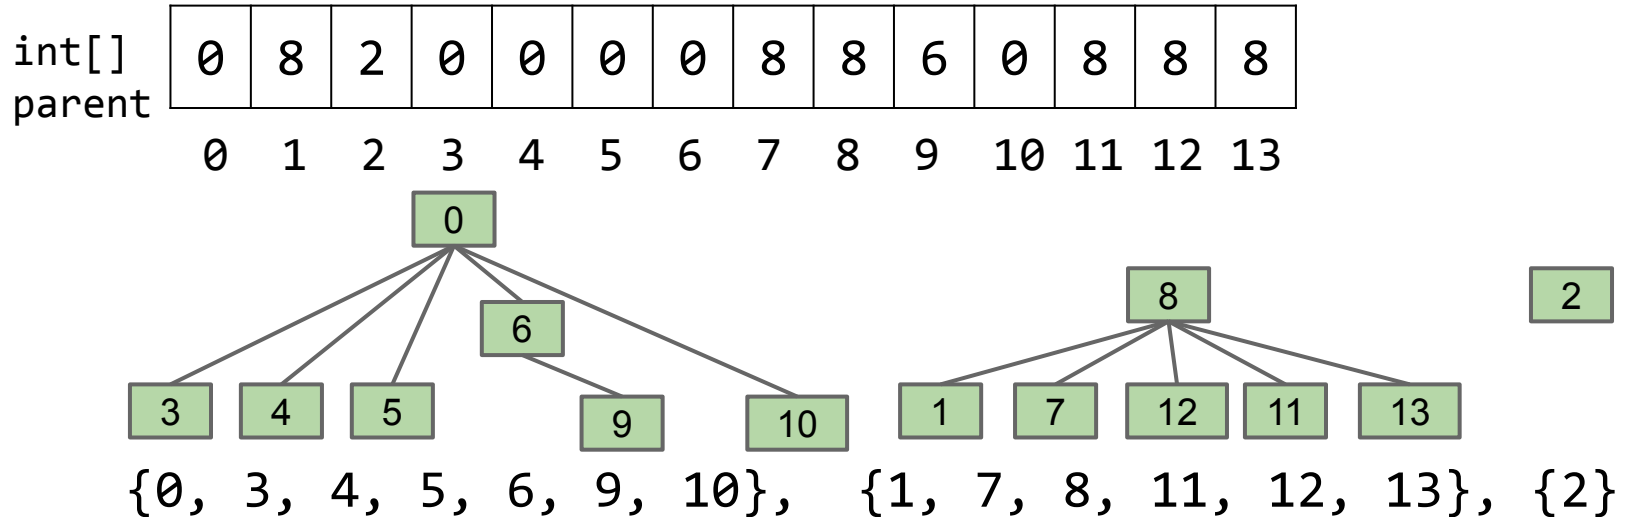 int[] 0 8 2 0 0 0 0 8 8 6 0 8 8 8
parent
0 1 2 3 4 5 6 7 8 9 10 11 12 13
0
8 2
6
3 4 5 9 10 1 7 12 11 13
{0, 3, 4, 5, 6, 9, 10}, {1, 7, 8, 11, 12, 13}, {2}